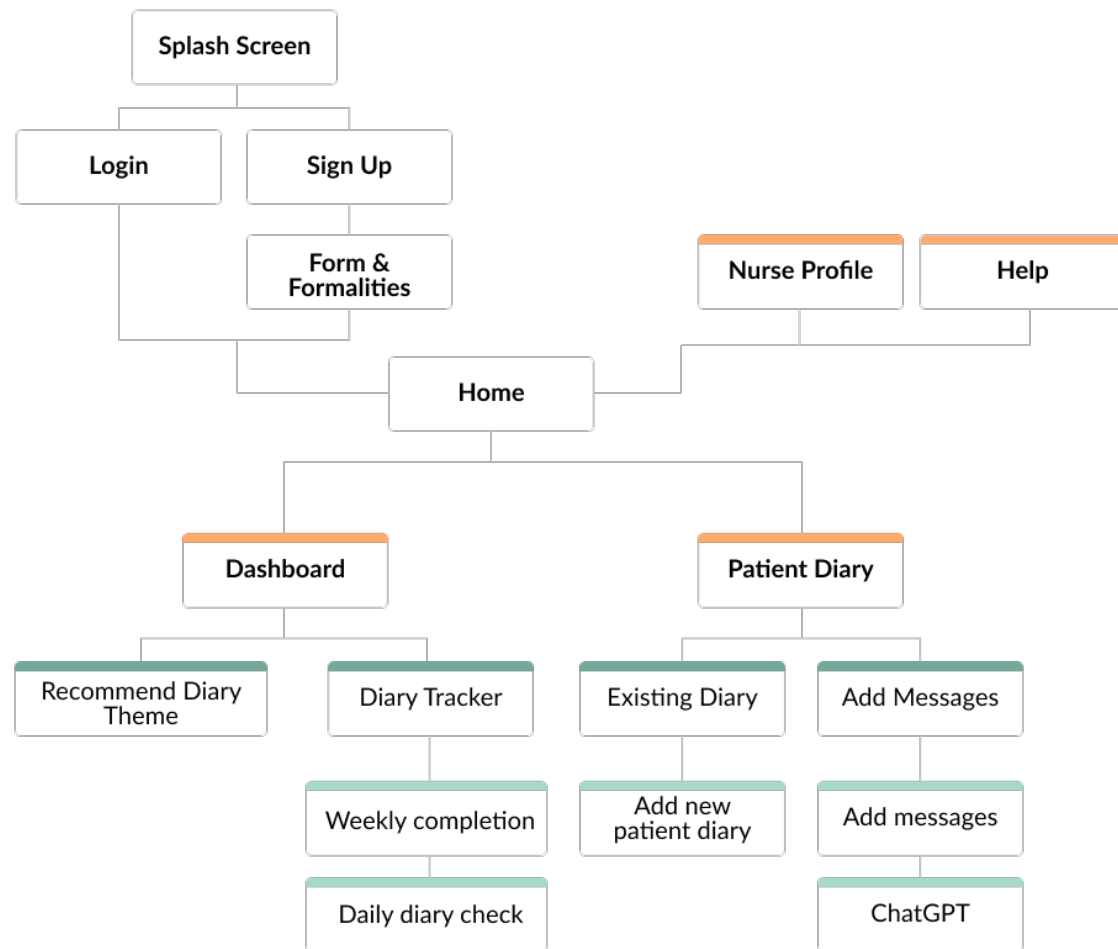 Splash Screen
Login
Sign Up
Form &
Formalities
Nurse Profile
Help
Home
Dashboard
Patient Diary
Recommend Diary
Theme
Diary Tracker
Existing Diary
Add Messages
Weekly completion
Add new
patient diary
Add messages
Daily diary check
ChatGPT